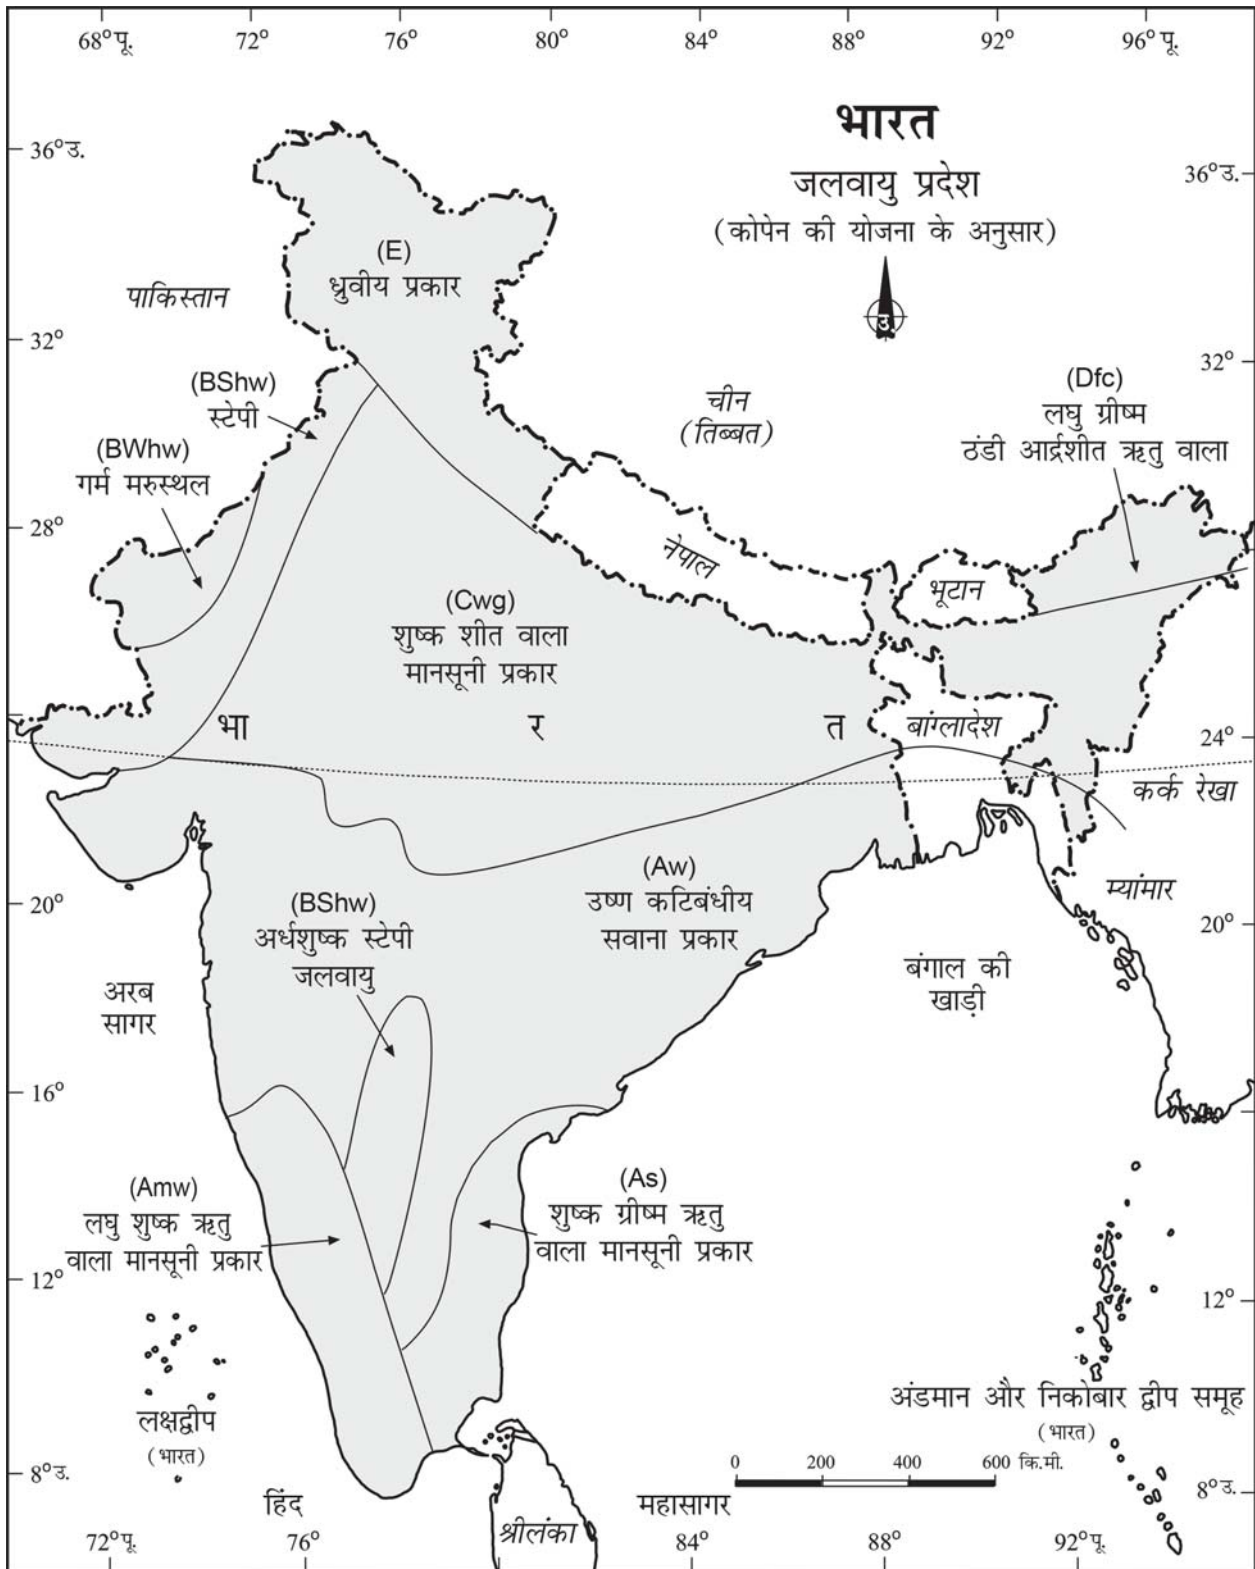 68° पू.
72°
76°
80°
84°
88°
92°
96° पू.
भारत
जलवायु प्रदेश
(कोपेन की योजना के अनुसार)
उ.
36° उ.
36° उ.
(E)
ध्रुवीय प्रकार
पाकिस्तान
32°
32°
(BShw)
स्टेपी
(BWhw)
गर्म मरुस्थल
चीन
(तिब्बत)
(Dfc)
लघु ग्रीष्म
ठंडी आर्द्रशीत ऋतु वाला
28°
नेपाल
भूटान
(Cwg)
शुष्क शीत वाला
मानसूनी प्रकार
भा र त
बांग्लादेश
24°
कर्क रेखा
म्यांमार
20°
20°
(BShw)
अर्धशुष्क स्टेपी
जलवायु
(Aw)
उष्ण कटिबंधीय
सवाना प्रकार
अरब
सागर
बंगाल की
खाड़ी
16°
(Amw)
लघु शुष्क ऋतु
वाला मानसूनी प्रकार
(As)
शुष्क ग्रीष्म ऋतु
वाला मानसूनी प्रकार
12°
12°
लक्षद्वीप
(भारत)
अंडमान और निकोबार द्वीप समूह
(भारत)
0 200 400 600 कि.मी.
8° उ.
8° उ.
हिंद
महासागर
श्रीलंका
72° पू.
76°
84°
88°
92° पू.